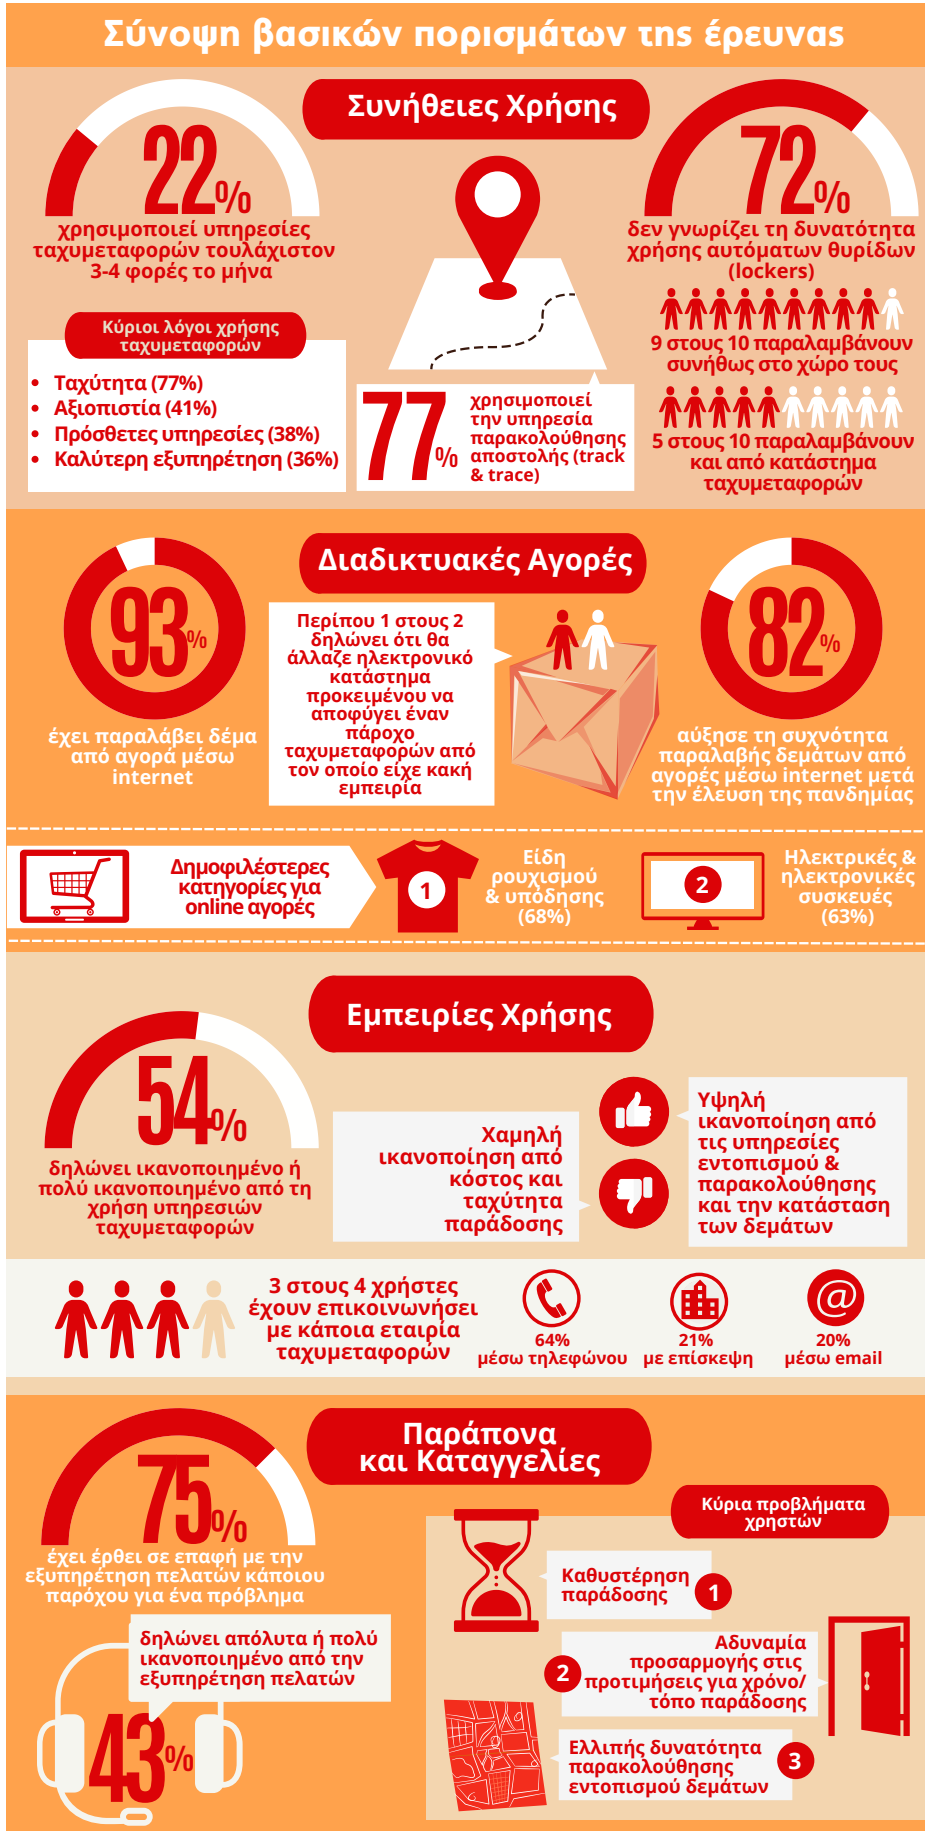 Σύνοψη βασικών πορισμάτων της έρευνας
Συνήθειες Χρήσης
22%
χρησιμοποιεί υπηρεσίες
ταχυμεταφορών τουλάχιστον
3-4 φορές το μήνα
72%
δεν γνωρίζει τη δυνατότητα
χρήσης αυτόματων θυρίδων
(lockers)
9 στους 10 παραλαμβάνουν
συνήθως στο χώρο τους
5 στους 10 παραλαμβάνουν
και από κατάστημα
ταχυμεταφορών
Κύριοι λόγοι χρήσης
ταχυμεταφορών
• Ταχύτητα (77%)
• Αξιοπιστία (41%)
• Πρόσθετες υπηρεσίες (38%)
• Καλύτερη εξυπηρέτηση (36%)
77%
χρησιμοποιεί
την υπηρεσία
παρακολούθησης
αποστολής (track
& trace)
Διαδικτυακές Αγορές
93%
έχει παραλάβει δέμα
από αγορά μέσω
internet
Περίπου 1 στους 2
δηλώνει ότι θα
άλλαζε ηλεκτρονικό
κατάστημα
προκειμένου να
αποφύγει έναν
πάροχο
ταχυμεταφορών από
τον οποίο είχε κακή
εμπειρία
82%
αύξησε τη συχνότητα
παραλαβής δεμάτων από
αγορές μέσω internet μετά
την έλευση της πανδημίας
Δημοφιλέστερες
κατηγορίες για
online αγορές
1
Είδη
ρουχισμού
& υπόδησης
(68%)
2
Ηλεκτρικές &
ηλεκτρονικές
συσκευές
(63%)
Εμπειρίες Χρήσης
54%
δηλώνει ικανοποιημένο ή
πολύ ικανοποιημένο από τη
χρήση υπηρεσιών
ταχυμεταφορών
Χαμηλή
ικανοποίηση από
κόστος και
ταχύτητα
παράδοσης
Υψηλή
ικανοποίηση από
τις υπηρεσίες
εντοπισμού &
παρακολούθησης
και την κατάσταση
των δεμάτων
3 στους 4 χρήστες
έχουν επικοινωνήσει
με κάποια εταιρία
ταχυμεταφορών
64%
μέσω τηλεφώνου
21%
με επίσκεψη
@
20%
μέσω email
Παράπονα
και Καταγγελίες
75%
έχει έρθει σε επαφή με την
εξυπηρέτηση πελατών κάποιου
παρόχου για ένα πρόβλημα
δηλώνει απόλυτα ή πολύ
ικανοποιημένο από την
εξυπηρέτηση πελατών
43%
Κύρια προβλήματα
χρηστών
Καθυστέρηση
παράδοσης
1
Αδυναμία
προσαρμογής στις
προτιμήσεις για χρόνο/
τόπο παράδοσης
2
Ελλιπής δυνατότητα
παρακολούθησης
εντοπισμού δεμάτων
3